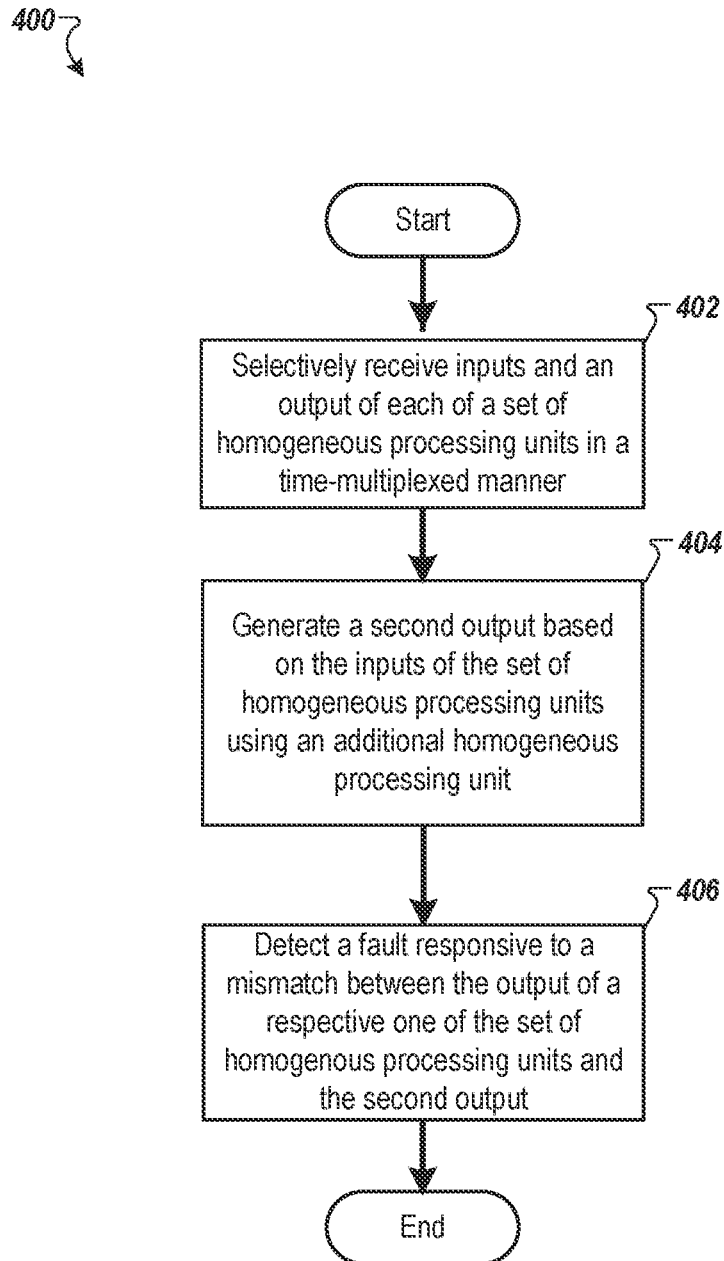 400
Start
402
Selectively receive inputs and an
output of each of a set of
homogeneous processing units in a
time-multiplexed manner
404
Generate a second output based
on the inputs of the set of
homogeneous processing units
using an additional homogeneous
processing unit
406
Detect a fault responsive to a
mismatch between the output of a
respective one of the set of
homogenous processing units and
the second output
End